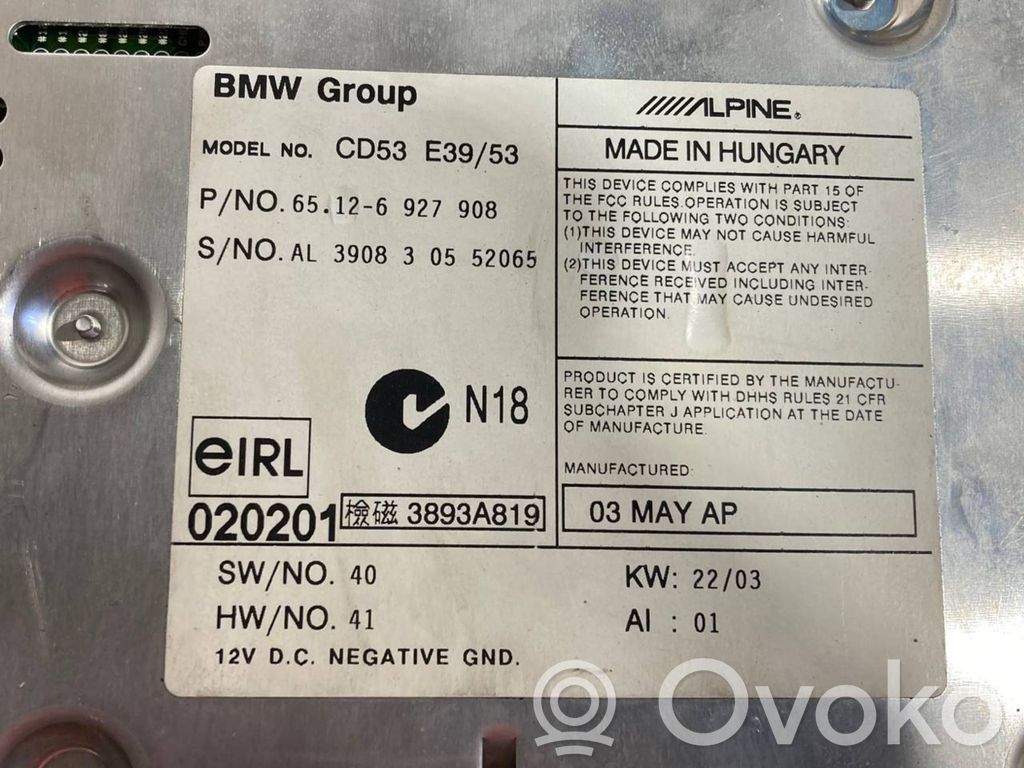 BMW Group
MODEL NO. CD53 E39/53
P/NO. 65.12-6 927 908
S/NO. AL 3908 3 05 52065
N18
eIRL
020201
檢磁 3893A819
ALPINE®
MADE IN HUNGARY
THIS DEVICE COMPLIES WITH PART 15 OF
THE FCC RULES.OPERATION IS SUBJECT
TO THE FOLLOWING TWO CONDITIONS:
(1)THIS DEVICE MAY NOT CAUSE HARMFUL
INTERFERENCE.
(2)THIS DEVICE MUST ACCEPT ANY INTER-
FERENCE RECEIVED INCLUDING INTER-
FERENCE THAT MAY CAUSE UNDESIRED
OPERATION.
PRODUCT IS CERTIFIED BY THE MANUFACTU-
RER TO COMPLY WITH DHHS RULES 21 CFR
SUBCHAPTER J APPLICATION AT THE DATE
OF MANUFACTURE.
MANUFACTURED:
03 MAY AP
SW/NO. 40
HW/NO. 41
12V D.C. NEGATIVE GND.
KW: 22/03
AI : 01
Ovoko